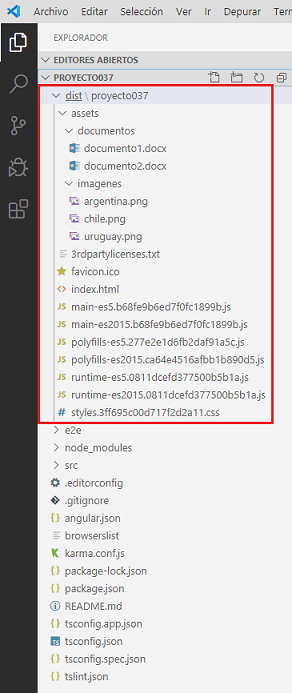 Archivo Editar Selección Ver Ir Depurar Term
EXPLORADOR
EDITORES ABIERTOS
PROYECTO037
dist \ proyecto037
assets
documentos
documento1.docx
documento2.docx
imagenes
argentina.png
chile.png
uruguay.png
3rdpartylicenses.txt
favicon.ico
index.html
main-es5.b68fe9b6ed7f0fc1899b.js
main-es2015.b68fe9b6ed7f0fc1899b.js
polyfills-es5.277e2e1d6fb2daf91a5c.js
polyfills-es2015.ca64e4516afbb1b890d5.js
runtime-es5.0811dcefd377500b5b1a.js
runtime-es2015.0811dcefd377500b5b1a.js
styles.3ff695c00d717f2d2a11.css
e2e
node_modules
src
.editorconfig
.gitignore
angular.json
browserslist
karma.conf.js
package-lock.json
package.json
README.md
tsconfig.app.json
tsconfig.json
tsconfig.spec.json
tslint.json